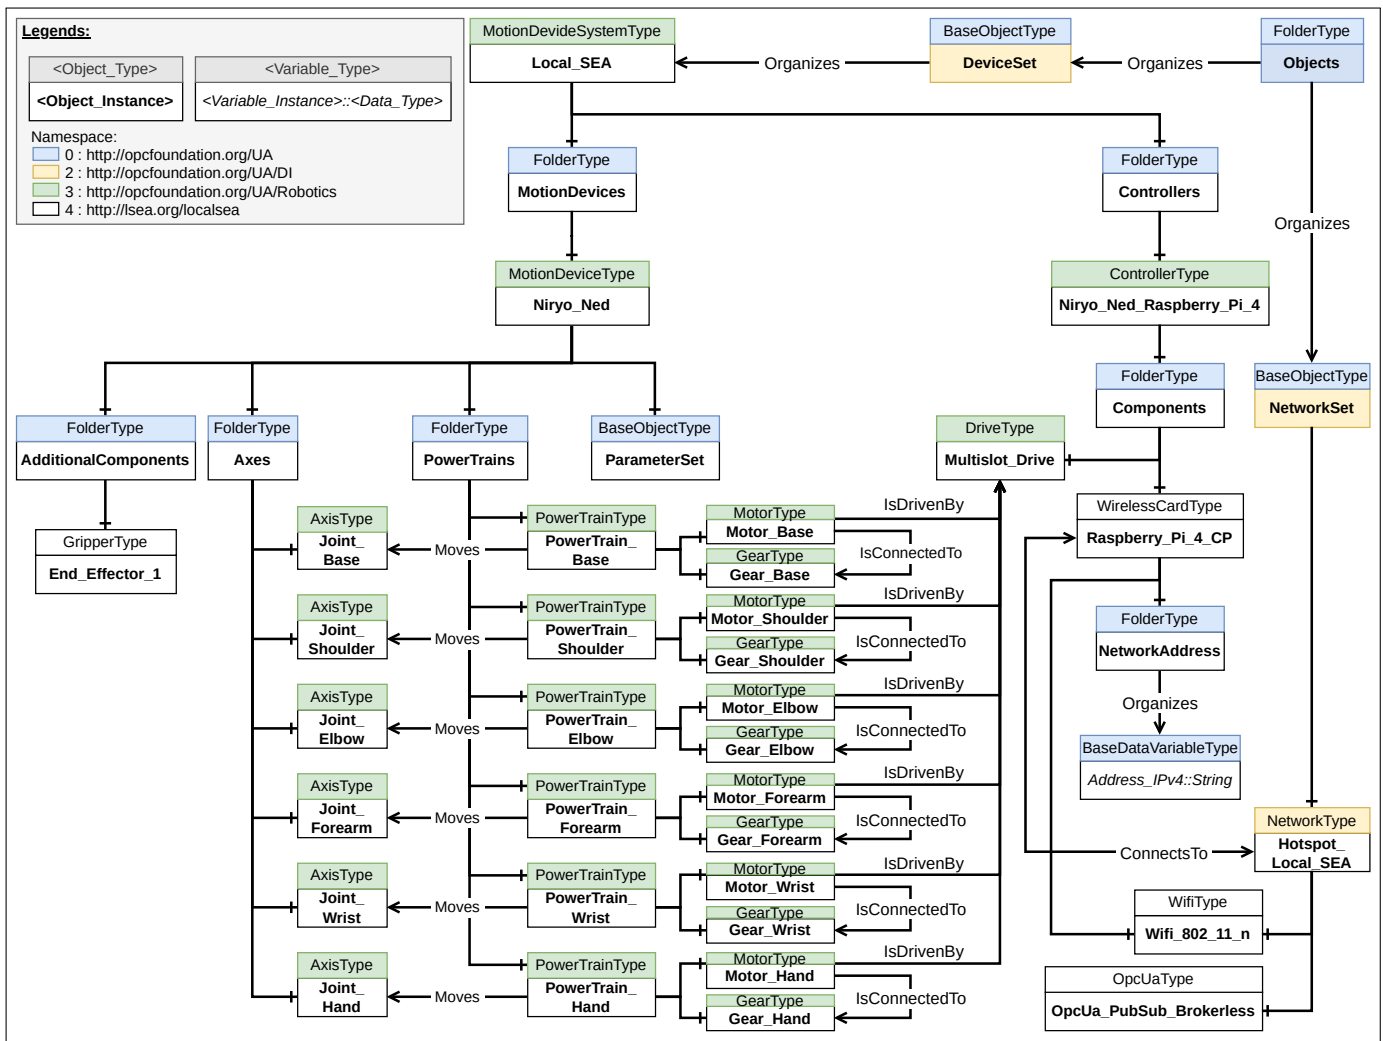 Legends:
<Object_Type>
<Object_Instance>
<Variable_Type>
<Variable_Instance>::<Data_Type>
Namespace:
0 : http://opcfoundation.org/UA
2 : http://opcfoundation.org/UA/DI
3 : http://opcfoundation.org/UA/Robotics
4 : http://lsea.org/localsea
MotionDevideSystemType
Local_SEA
Organizes
BaseObjectType
DeviceSet
Organizes
FolderType
Objects
Organizes
FolderType
MotionDevices
FolderType
Controllers
MotionDeviceType
Niryo_Ned
ControllerType
Niryo_Ned_Raspberry_Pi_4
FolderType
Components
BaseObjectType
NetworkSet
FolderType
AdditionalComponents
FolderType
Axes
FolderType
PowerTrains
BaseObjectType
ParameterSet
DriveType
Multislot_Drive
GripperType
End_Effector_1
AxisType
Joint_
Base
Moves
PowerTrainType
PowerTrain_
Base
MotorType
Motor_Base
GearType
Gear_Base
IsDrivenBy
IsConnectedTo
AxisType
Joint_
Shoulder
Moves
PowerTrainType
PowerTrain_
Shoulder
MotorType
Motor_Shoulder
GearType
Gear_Shoulder
IsDrivenBy
IsConnectedTo
AxisType
Joint_
Elbow
Moves
PowerTrainType
PowerTrain_
Elbow
MotorType
Motor_Elbow
GearType
Gear_Elbow
IsDrivenBy
IsConnectedTo
AxisType
Joint_
Forearm
Moves
PowerTrainType
PowerTrain_
Forearm
MotorType
Motor_Forearm
GearType
Gear_Forearm
IsDrivenBy
IsConnectedTo
AxisType
Joint_
Wrist
Moves
PowerTrainType
PowerTrain_
Wrist
MotorType
Motor_Wrist
GearType
Gear_Wrist
IsDrivenBy
IsConnectedTo
AxisType
Joint_
Hand
Moves
PowerTrainType
PowerTrain_
Hand
MotorType
Motor_Hand
GearType
Gear_Hand
IsDrivenBy
IsConnectedTo
WirelessCardType
Raspberry_Pi_4_CP
FolderType
NetworkAddress
Organizes
BaseDataVariableType
Address_IPv4::String
ConnectsTo
NetworkType
Hotspot_
Local_SEA
WifiType
Wifi_802_11_n
OpcUaType
OpcUa_PubSub_Brokerless